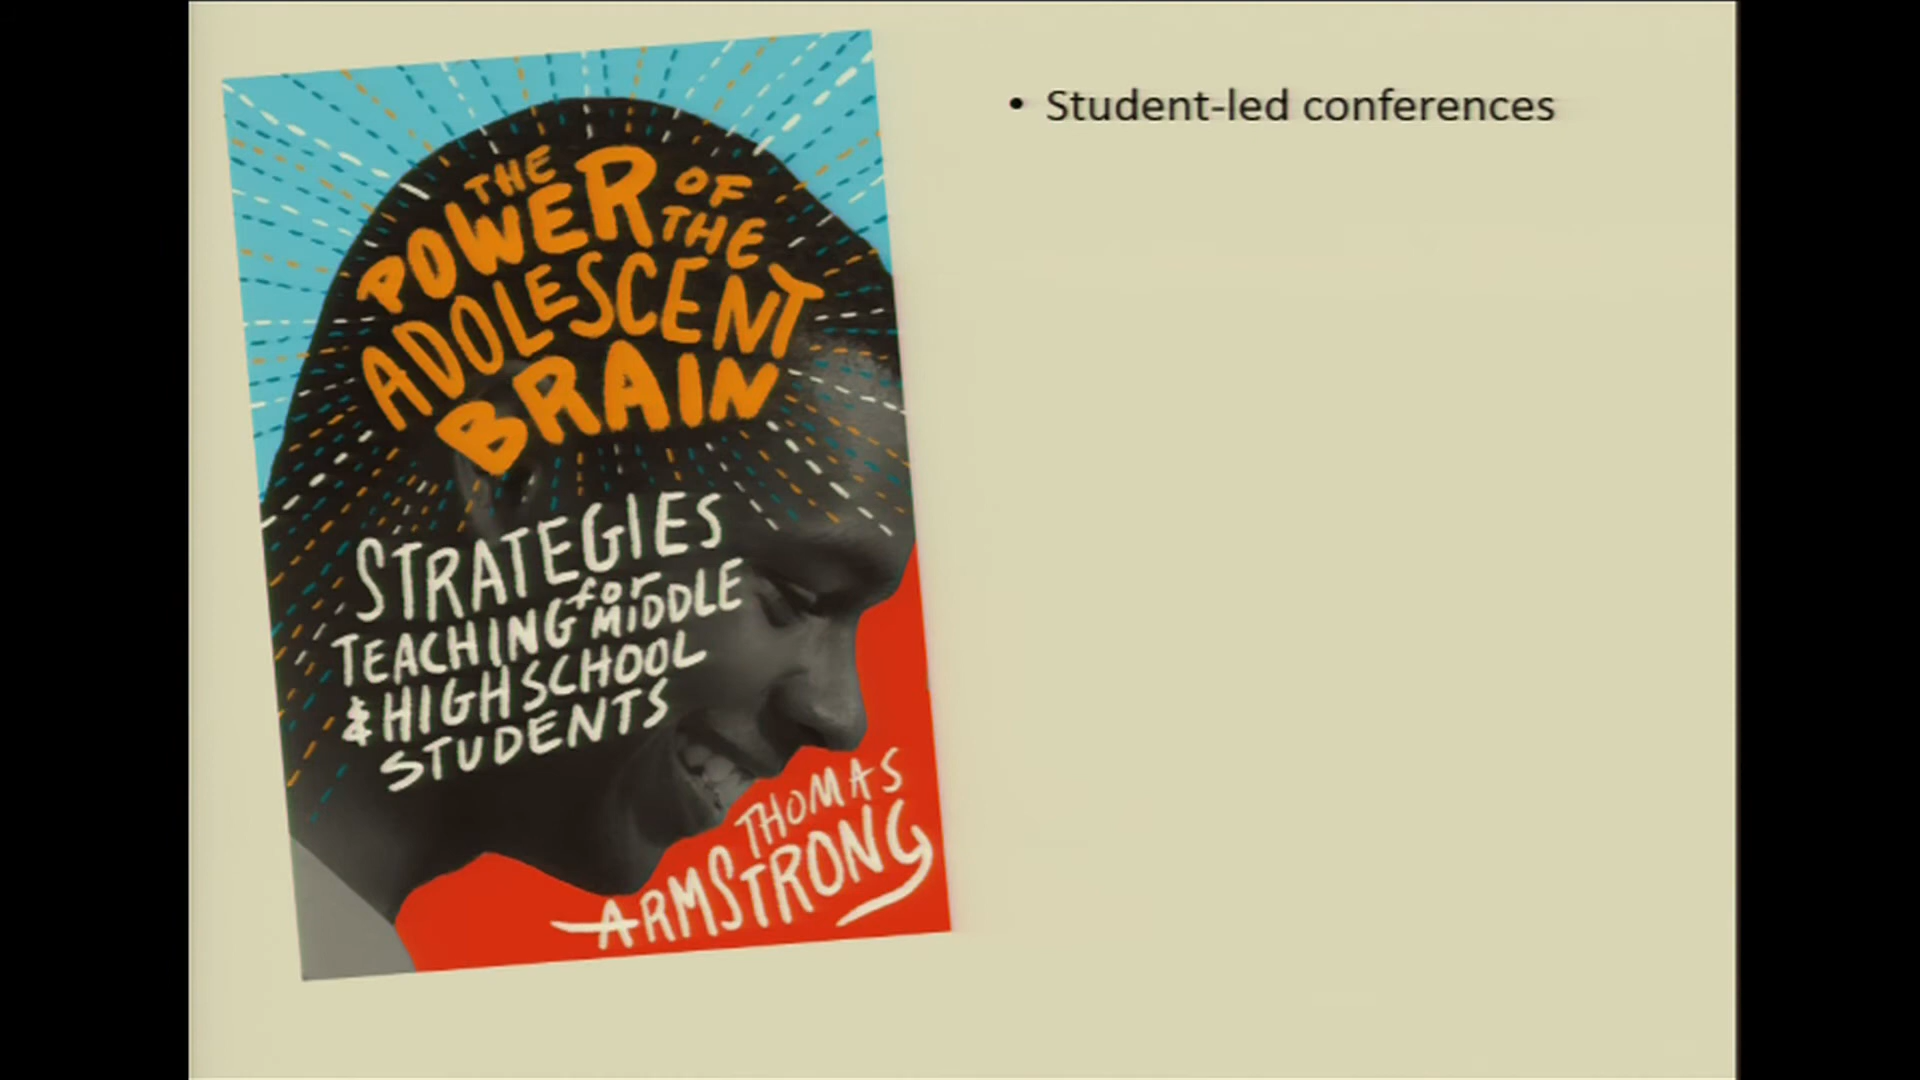 THE POWER OF THE
ADOLESCENT
BRAIN
STRATEGIES
for
TEACHING MIDDLE
& HIGH SCHOOL
STUDENTS
THOMAS
ARMSTRONG
• Student-led conferences